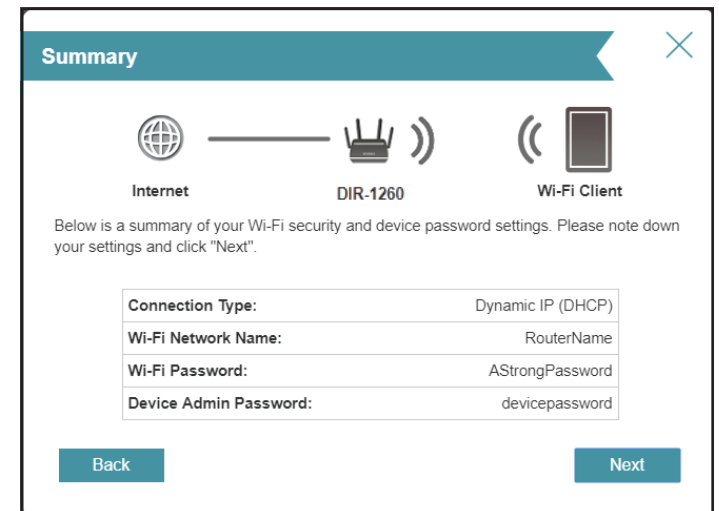 Summary
Internet
DIR-1260
Wi-Fi Client
Below is a summary of your Wi-Fi security and device password settings. Please note down
your settings and click "Next".
Connection Type: Dynamic IP (DHCP)
Wi-Fi Network Name: RouterName
Wi-Fi Password: AStrongPassword
Device Admin Password: devicepassword
Back
Next